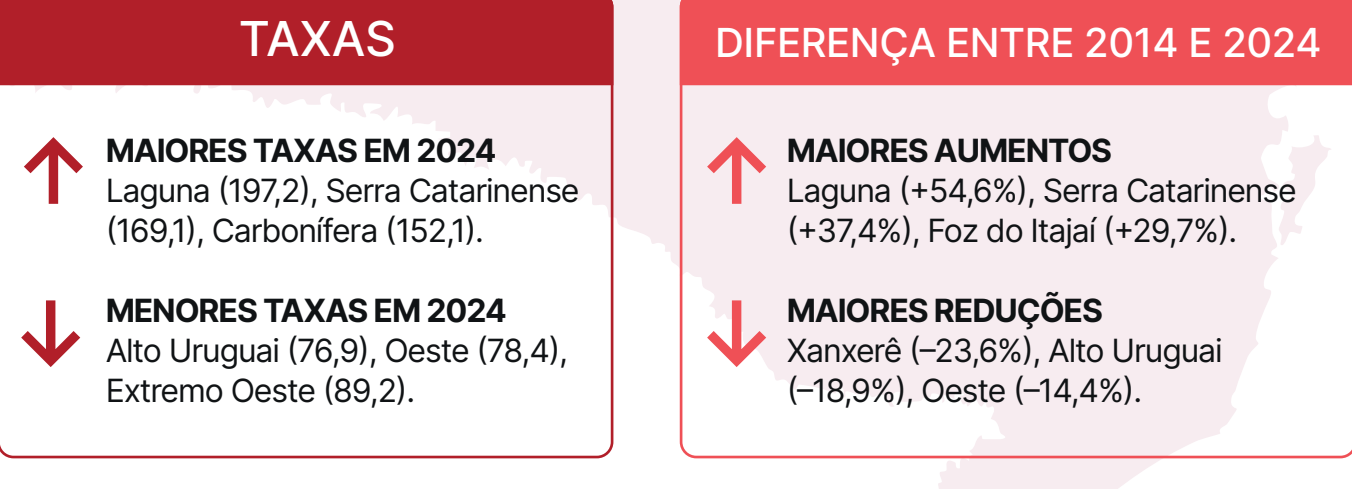 TAXAS
MAIORES TAXAS EM 2024
Laguna (197,2), Serra Catarinense
(169,1), Carbonífera (152,1).
MENORES TAXAS EM 2024
Alto Uruguai (76,9), Oeste (78,4),
Extremo Oeste (89,2).
DIFERENÇA ENTRE 2014 E 2024
MAIORES AUMENTOS
Laguna (+54,6%), Serra Catarinense
(+37,4%), Foz do Itajaí (+29,7%).
MAIORES REDUÇÕES
Xanxerê (–23,6%), Alto Uruguai
(–18,9%), Oeste (–14,4%).